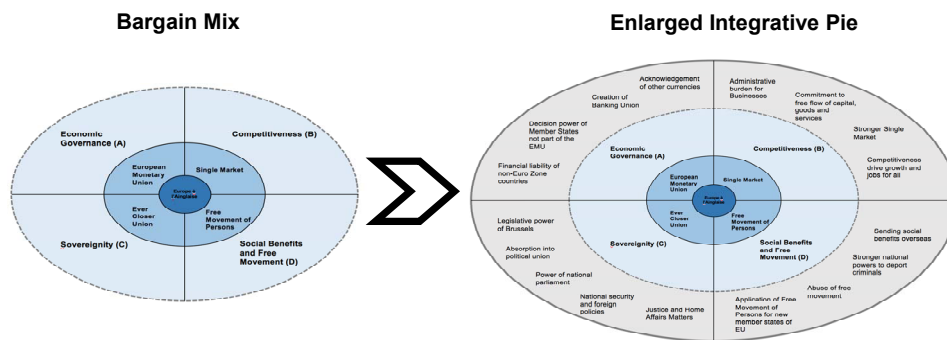 Bargain Mix
Enlarged Integrative Pie
Economic
Governance (A)
Competitiveness (B)
European
Monetary
Union
Single Market
Europe à
l'Anglaise
Ever
Closer
Union
Free
Movement of
Persons
Sovereignity (C)
Social Benefits
and Free
Movement (D)
Acknowledgement
of other currencies
Creation of
Banking Union
Decision power of
Member States
not part of the
EMU
Financial liability of
non-Euro Zone
countries
Administrative
burden for
Businesses
Commitment to
free flow of capital,
goods and
services
Stronger Single
Market
Competitiveness
drive growth and
jobs for all
Economic
Governance (A)
Competitiveness (B)
European
Monetary
Union
Single Market
Europe à
l'Anglaise
Ever
Closer
Union
Free
Movement of
Persons
Sovereignity (C)
Social Benefits
and Free
Movement (D)
Legislative power
of Brussels
Absorption into
political union
Power of national
parliament
National security
and foreign
policies
Justice and Home
Affairs Matters
Sending social
benefits overseas
Stronger national
powers to deport
criminals
Abuse of free
movement
Application of Free
Movement of
Persons for new
member states of
EU